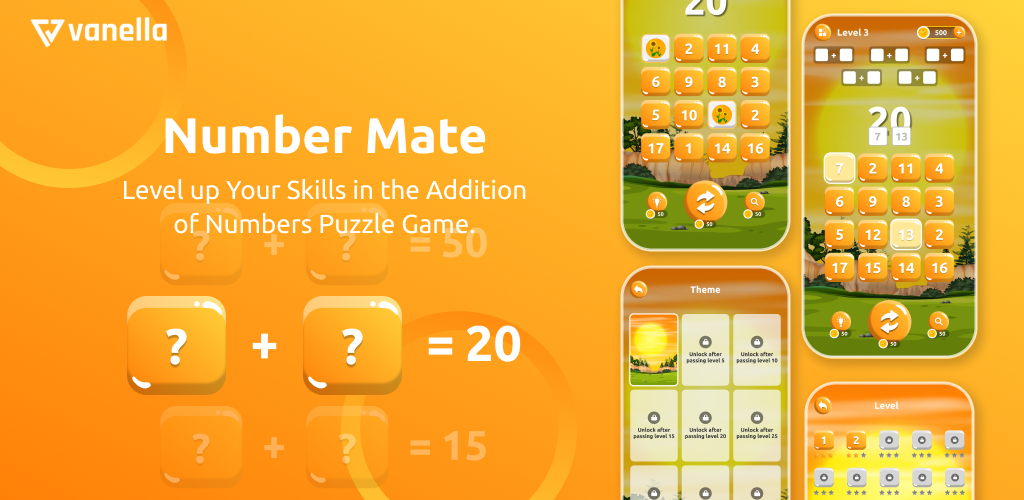 vanella
Number Mate
Level up Your Skills in the Addition
of Numbers Puzzle Game.
? + ? = 50
? + ? = 20
? + ? = 15
20
2 11 4
6 9 8 3
5 10 2
17 1 14 16
50 50
50
Theme
Unlock after
passing level 5
Unlock after
passing level 10
Unlock after
passing level 15
Unlock after
passing level 20
Unlock after
passing level 25
Level 3
500 +
+ + +
+ +
20
7 13
7 2 11 4
6 9 8 3
5 12 13 2
17 15 14 16
50 50
50
Level
1 2